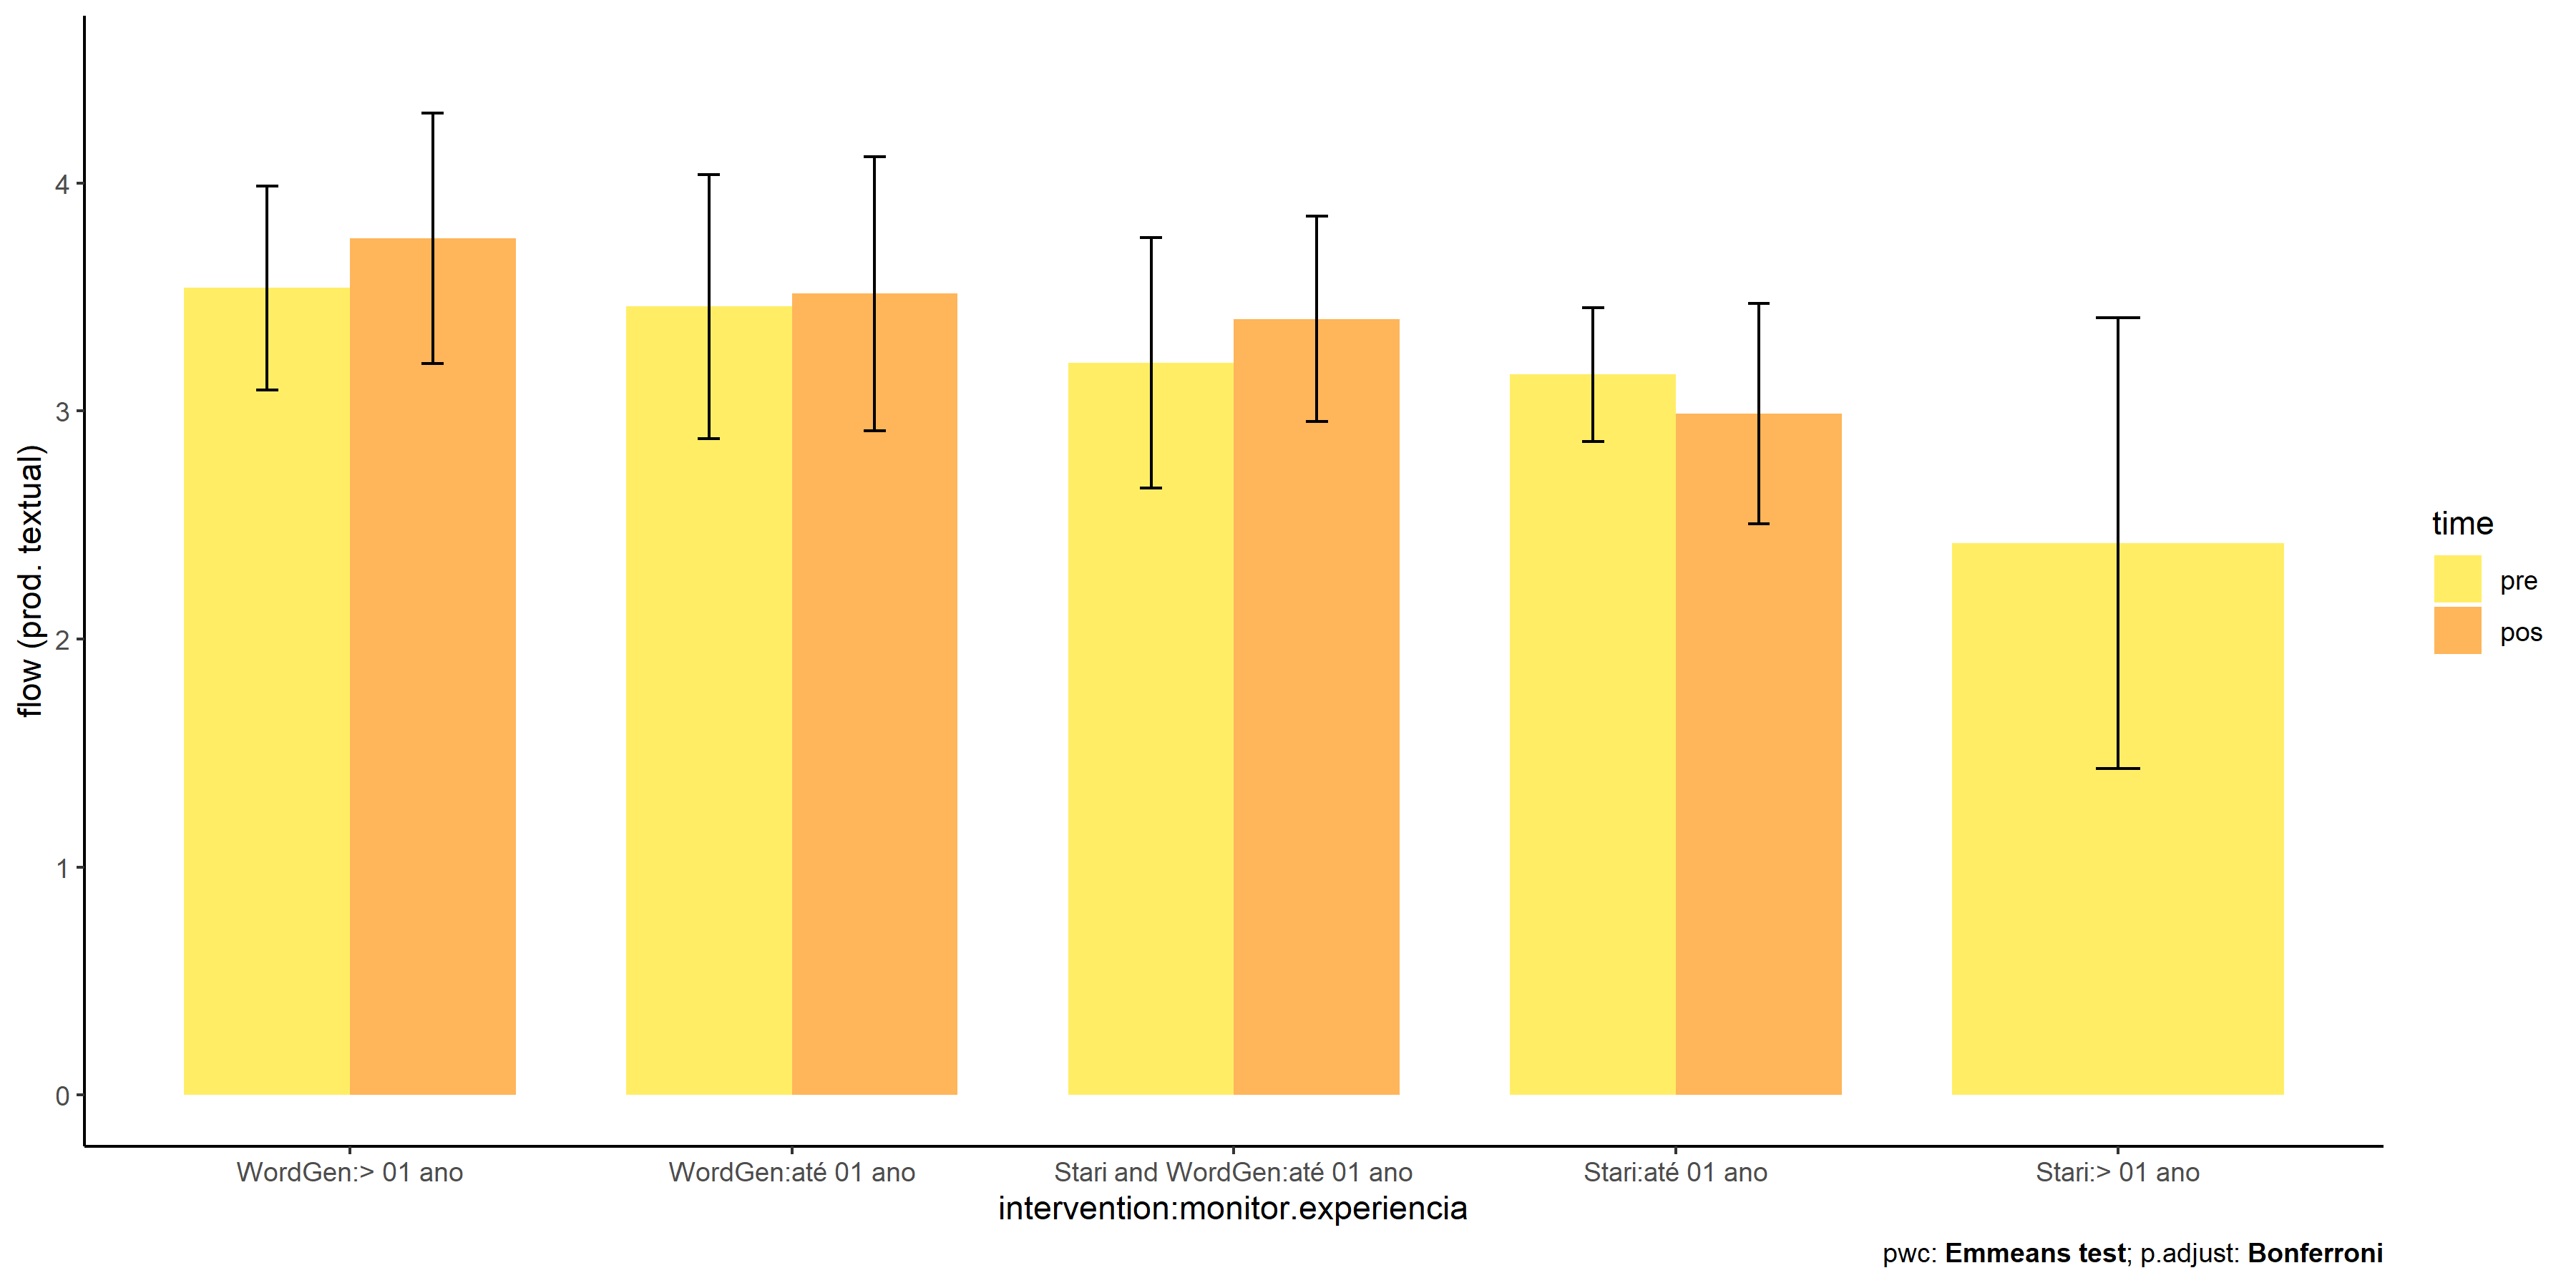 flow (prod. textual)
4
3
2
1
0
WordGen:> 01 ano
WordGen:até 01 ano
Stari and WordGen:até 01 ano
Stari:até 01 ano
Stari:> 01 ano
intervention:monitor.experiencia
time
pre
pos
pwc: Emmeans test; p.adjust: Bonferroni